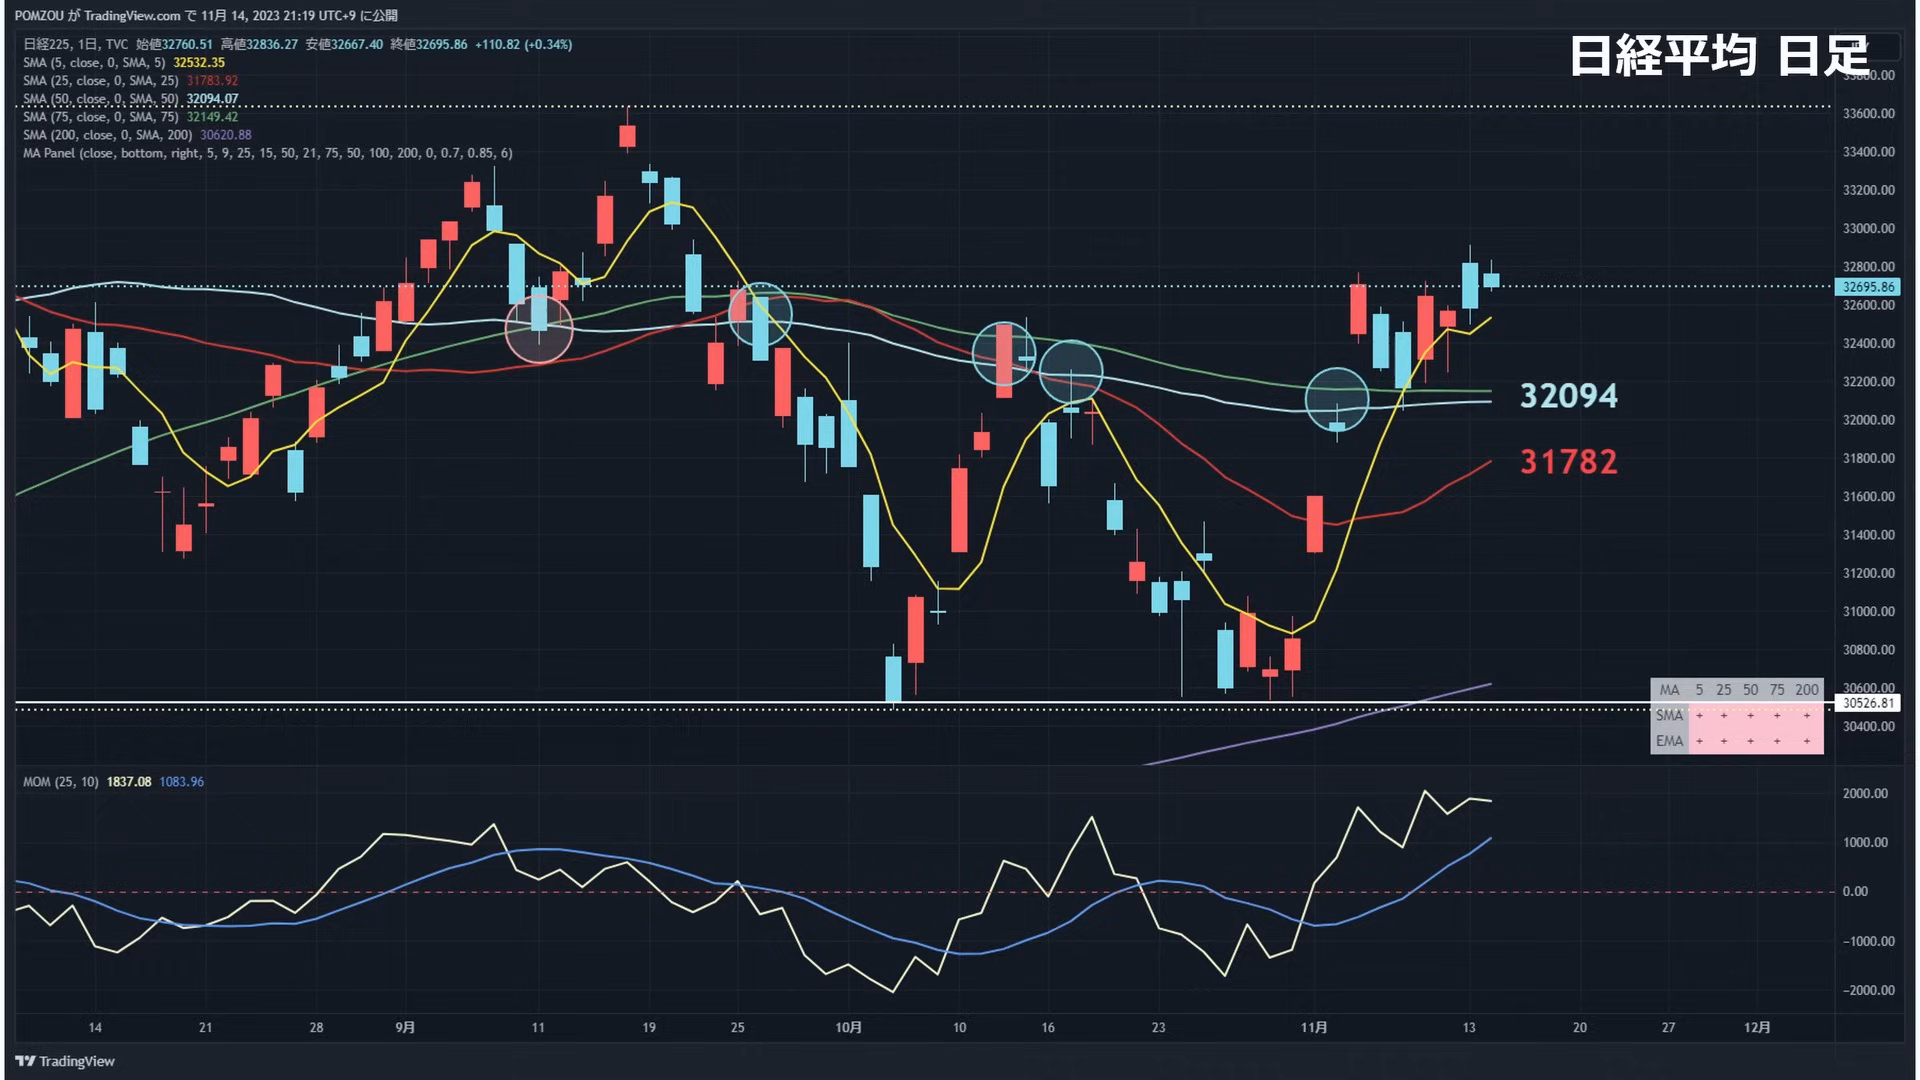 POMZOU が TradingView.com で 11月 14, 2023 21:19 UTC+9 に公開
日経平均 日足
日経225, 1日, TVC 始値32760.51 高値32836.27 安値32667.40 終値32695.86 +110.82 (+0.34%)
SMA (5, close, 0, SMA, 5) 32532.35
SMA (25, close, 0, SMA, 25) 31783.92
SMA (50, close, 0, SMA, 50) 32094.07
SMA (75, close, 0, SMA, 75) 32149.42
SMA (200, close, 0, SMA, 200) 30620.88
MA Panel (close, bottom, right, 5, 9, 25, 15, 50, 21, 75, 50, 100, 200, 0, 0.7, 0.85, 6)
33800.00
33600.00
33400.00
33200.00
33000.00
32800.00
32695.86
32600.00
32400.00
32200.00
32094
32000.00
31800.00
31782
31600.00
31400.00
31200.00
31000.00
30800.00
30600.00
30526.81
30400.00
MA 5 25 50 75 200
SMA + + + + +
EMA + + + + +
MOM (25, 10) 1837.08 1083.96
2000.00
1000.00
0.00
−1000.00
−2000.00
14 21 28 9月 11 19 25 10月 10 16 23 11月 13 20 27 12月
TradingView